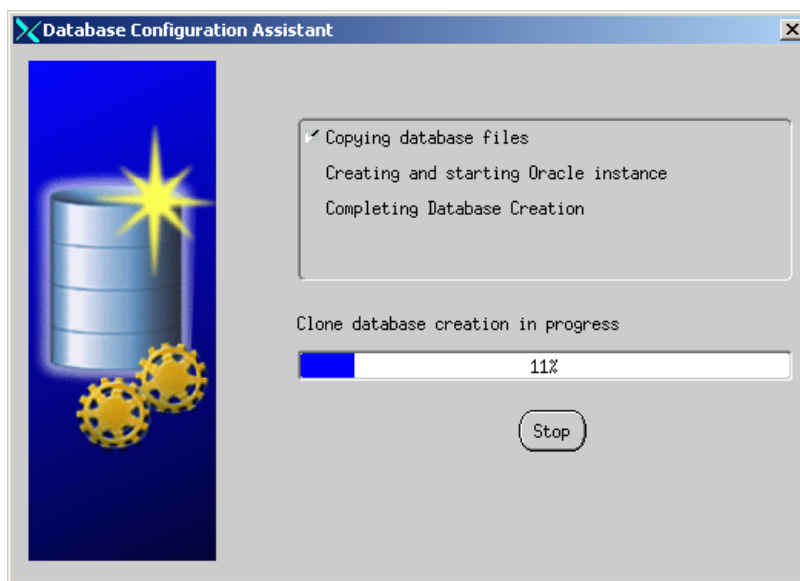 Database Configuration Assistant
Copying database files
Creating and starting Oracle instance
Completing Database Creation
Clone database creation in progress
11%
Stop